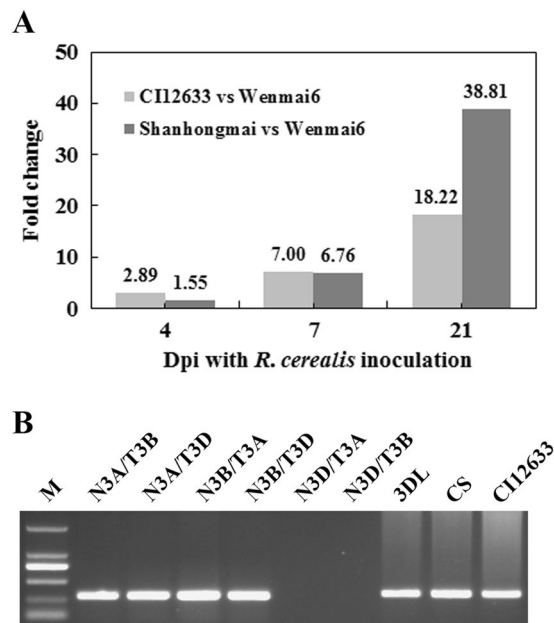 A
50
40
30
20
10
0
Fold change
CI12633 vs Wenmai6
Shanhongmai vs Wenmai6
2.89
1.55
7.00
6.76
18.22
38.81
4
7
21
Dpi with R. cerealis inoculation
B
M
N3A/T3B
N3A/T3D
N3B/T3A
N3B/T3D
N3D/T3A
N3D/T3B
3DL
CS
CI12633